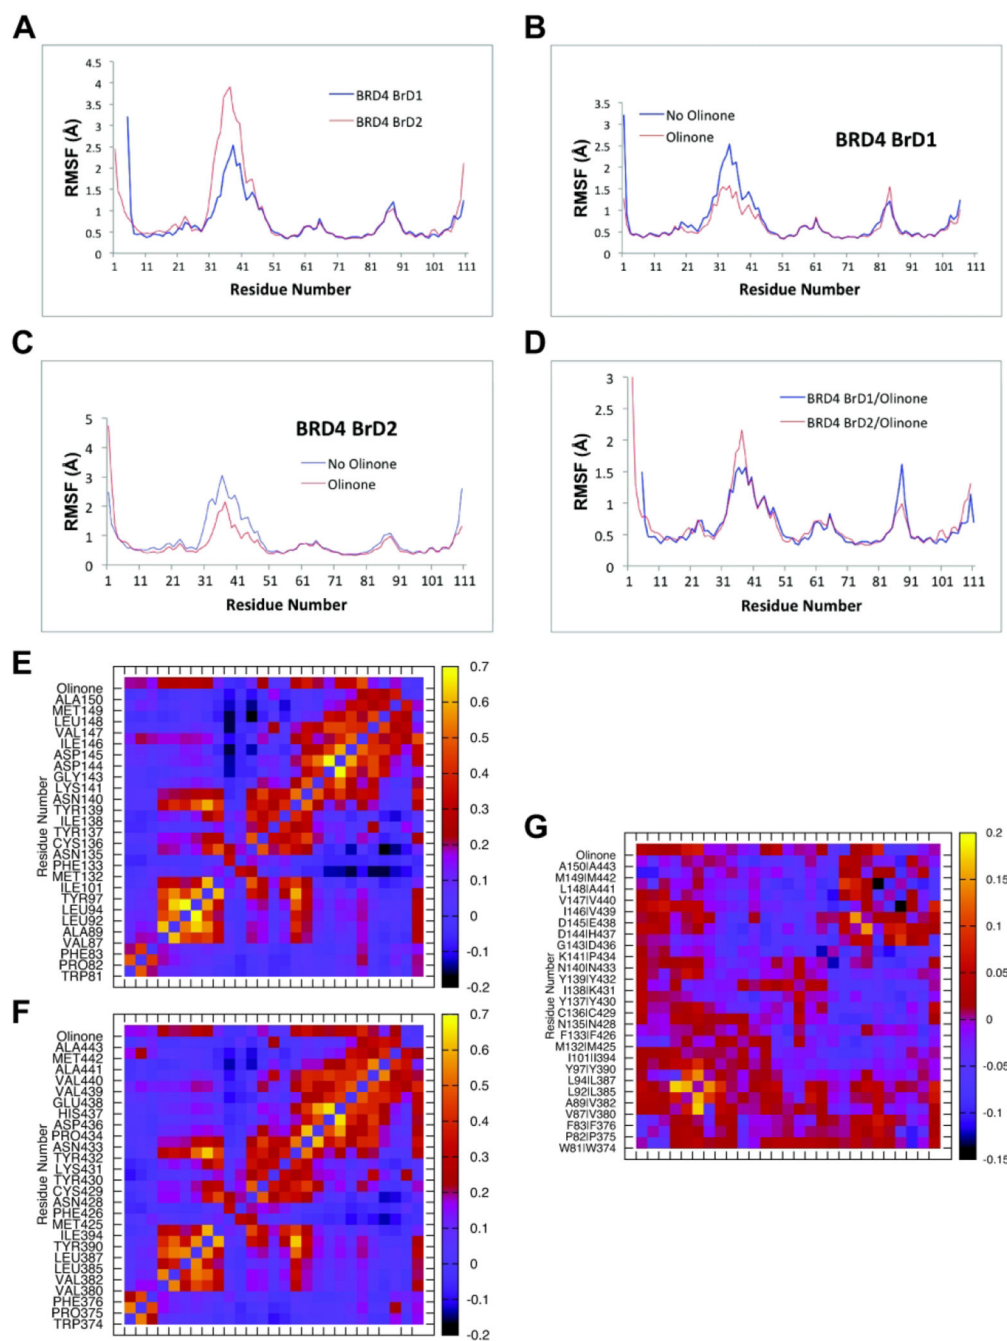 A
4.5
4
3.5
3
2.5
2
1.5
1
0.5
0
RMSF (Å)
BRD4 BrD1
BRD4 BrD2
1 11 21 31 41 51 61 71 81 91 101 111
Residue Number
B
3.5
3
2.5
2
1.5
1
0.5
0
RMSF (Å)
No Olinone
Olinone
BRD4 BrD1
1 11 21 31 41 51 61 71 81 91 101 111
Residue Number
C
5
4
3
2
1
0
RMSF (Å)
BRD4 BrD2
No Olinone
Olinone
1 11 21 31 41 51 61 71 81 91 101 111
Residue Number
D
3
2.5
2
1.5
1
0.5
0
RMSF (Å)
BRD4 BrD1/Olinone
BRD4 BrD2/Olinone
1 11 21 31 41 51 61 71 81 91 101 111
Residue Number
E
Residue Number
Olinone
ALA150
MET149
LEU148
VAL147
ILE146
ASP145
ASP144
GLY143
LYS141
ASN140
TYR139
ILE138
TYR137
CYS136
ASN135
PHE133
MET132
ILE101
TYR97
LEU94
LEU92
ALA89
VAL87
PHE83
PRO82
TRP81
0.7
0.6
0.5
0.4
0.3
0.2
0.1
0
-0.1
-0.2
F
Residue Number
Olinone
ALA443
MET442
ALA441
VAL440
VAL439
GLU438
HIS437
ASP436
PRO434
ASN433
TYR432
LYS431
TYR430
CYS429
ASN428
PHE426
MET425
ILE394
TYR390
LEU387
LEU385
VAL382
VAL380
PHE376
PRO375
TRP374
0.7
0.6
0.5
0.4
0.3
0.2
0.1
0
-0.1
-0.2
G
Residue Number
Olinone
A150|A443
M149|M442
L148|A441
V147|V440
I146|V439
D145|E438
D144|H437
G143|D436
K141|P434
N140|N433
Y139|Y432
I138|K431
Y137|Y430
C136|C429
N135|N428
F133|F426
M132|M425
I101|I394
Y97|Y390
L94|L387
L92|L385
A89|V382
V87|V380
F83|F376
P82|P375
W81|W374
0.2
0.15
0.1
0.05
0
-0.05
-0.1
-0.15